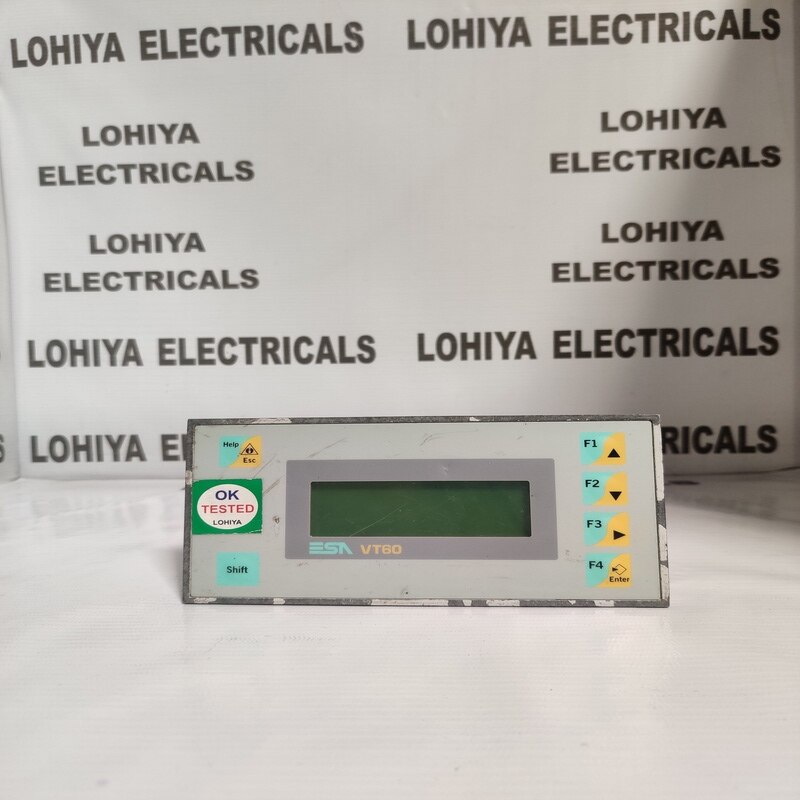 LOHIYA ELECTRICALS LOHIYA ELECTRICALS
LOHIYA
ELECTRICALS
LOHIYA
ELECTRICALS
LOHIYA
ELECTRICALS
LOHIYA
ELECTRICALS
LOHIYA ELECTRICALS LOHIYA ELECTRICALS
LOHIYA
ELECTRICALS
Help
Esc
OK
TESTED
LOHIYA
Shift
ESA VT60
F1
F2
F3
F4
Enter